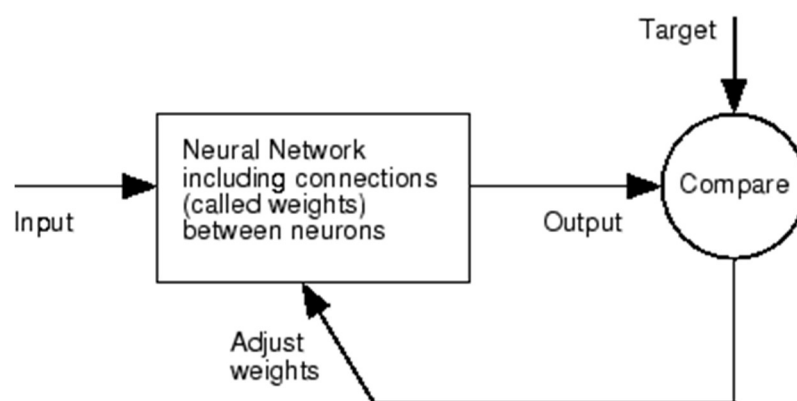 Target
Neural Network
including connections
(called weights)
between neurons
Compare
Input
Output
Adjust
weights